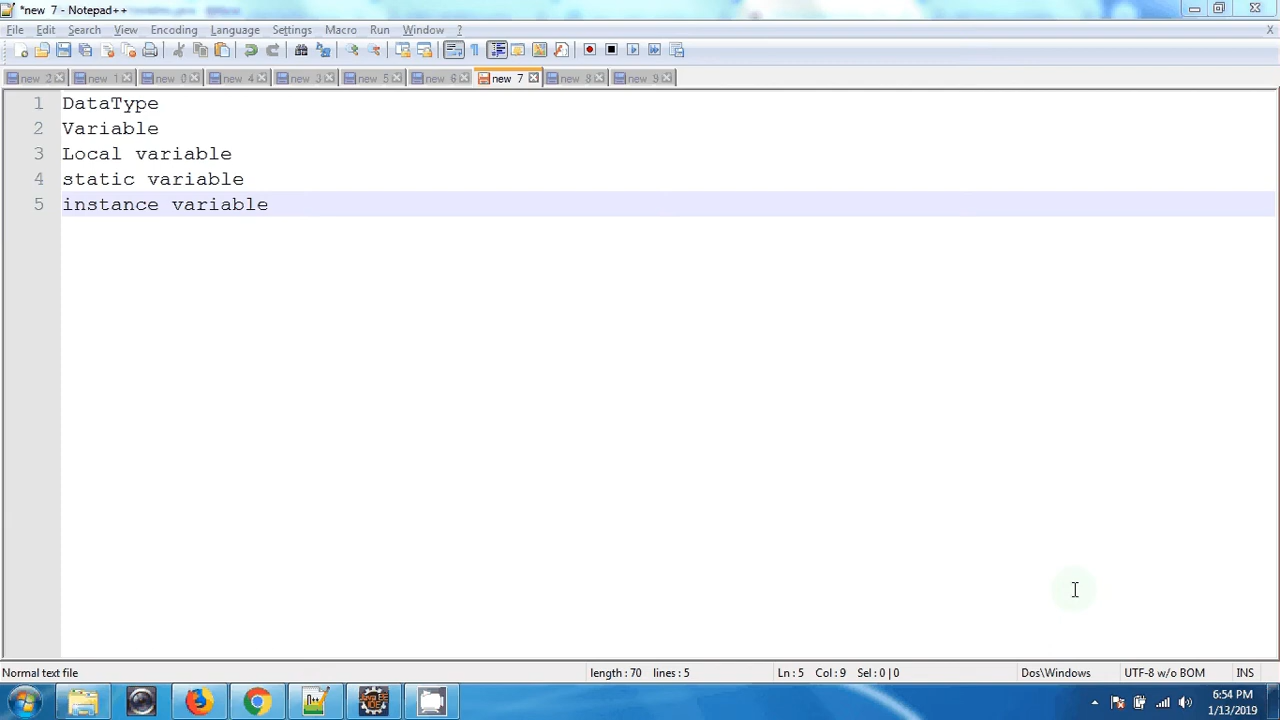 *new 7 - Notepad++
File Edit Search View Encoding Language Settings Macro Run Window ? X
new 2 new 1 new 0 new 4 new 3 new 5 new 6 new 7 new 8 new 9
1 DataType
2 Variable
3 Local variable
4 static variable
5 instance variable
Normal text file length : 70 lines : 5 Ln : 5 Col : 9 Sel : 0 | 0 Dos\Windows UTF-8 w/o BOM INS
6:54 PM
1/13/2019